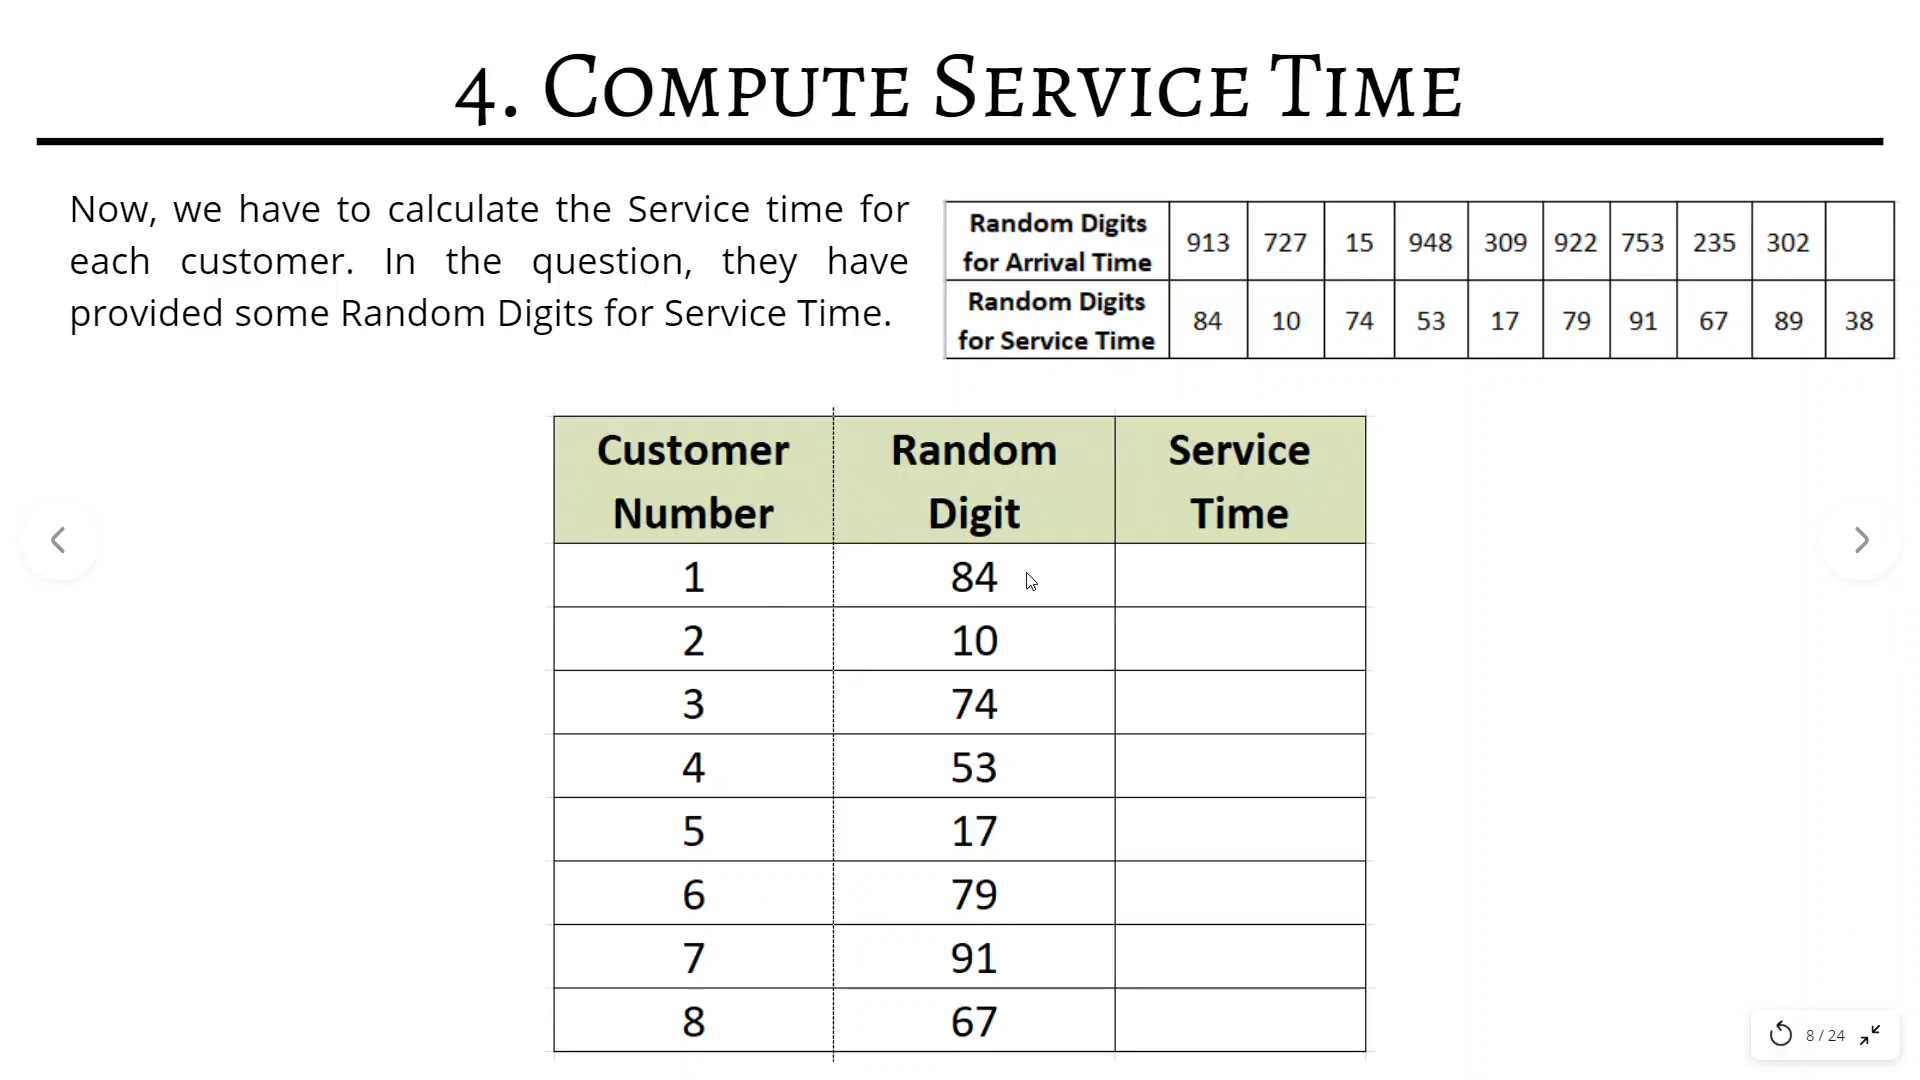 4. Compute Service Time
Now, we have to calculate the Service time for
each customer. In the question, they have
provided some Random Digits for Service Time.
Random Digits
for Arrival Time 913 727 15 948 309 922 753 235 302
Random Digits
for Service Time 84 10 74 53 17 79 91 67 89 38
Customer Number Random Digit Service Time
1 84
2 10
3 74
4 53
5 17
6 79
7 91
8 67
8 / 24